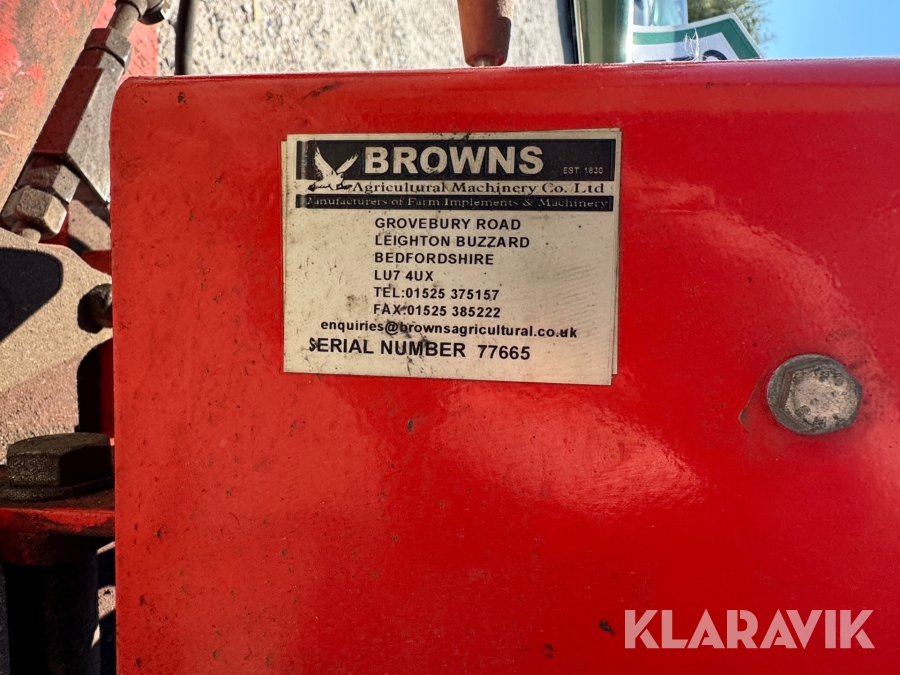 BROWNS
EST 1830
Agricultural Machinery Co. Ltd
Manufacturers of Farm Implements & Machinery
GROVEBURY ROAD
LEIGHTON BUZZARD
BEDFORDSHIRE
LU7 4UX
TEL:01525 375157
FAX:01525 385222
enquiries@brownsagricultural.co.uk
SERIAL NUMBER 77665
KLARAVIK